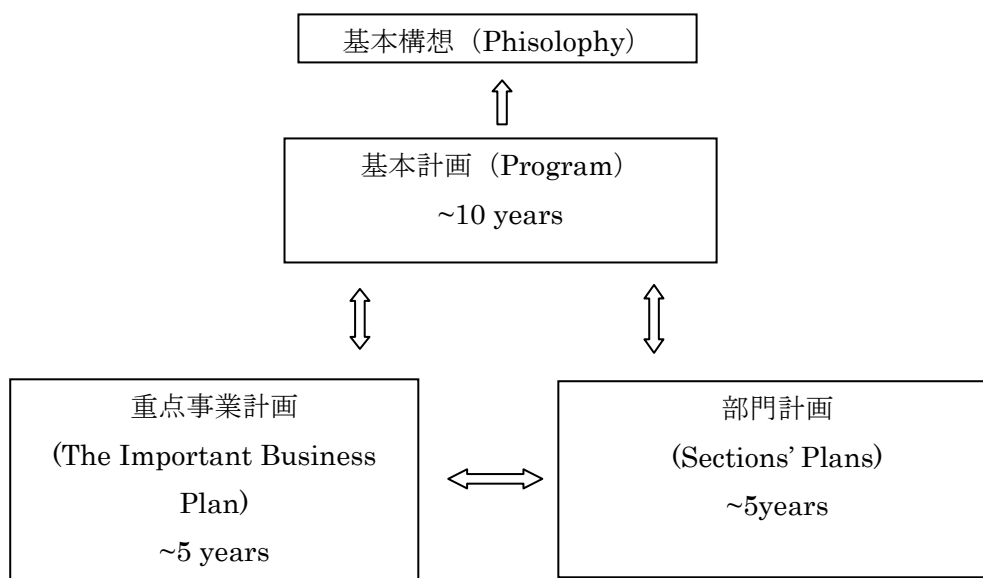 基本構想（Phisolophy）
基本計画（Program）
~10 years
重点事業計画
(The Important Business
Plan)
~5 years
部門計画
(Sections’ Plans)
~5years